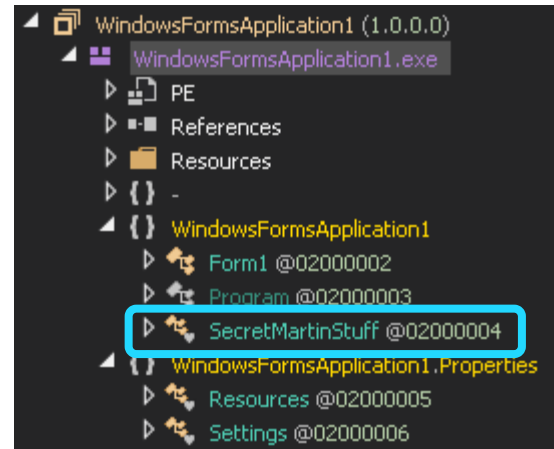 WindowsFormsApplication1 (1.0.0.0)
WindowsFormsApplication1.exe
PE
References
Resources
{ } -
{ } WindowsFormsApplication1
Form1 @02000002
Program @02000003
SecretMartinStuff @02000004
{ } WindowsFormsApplication1.Properties
Resources @02000005
Settings @02000006